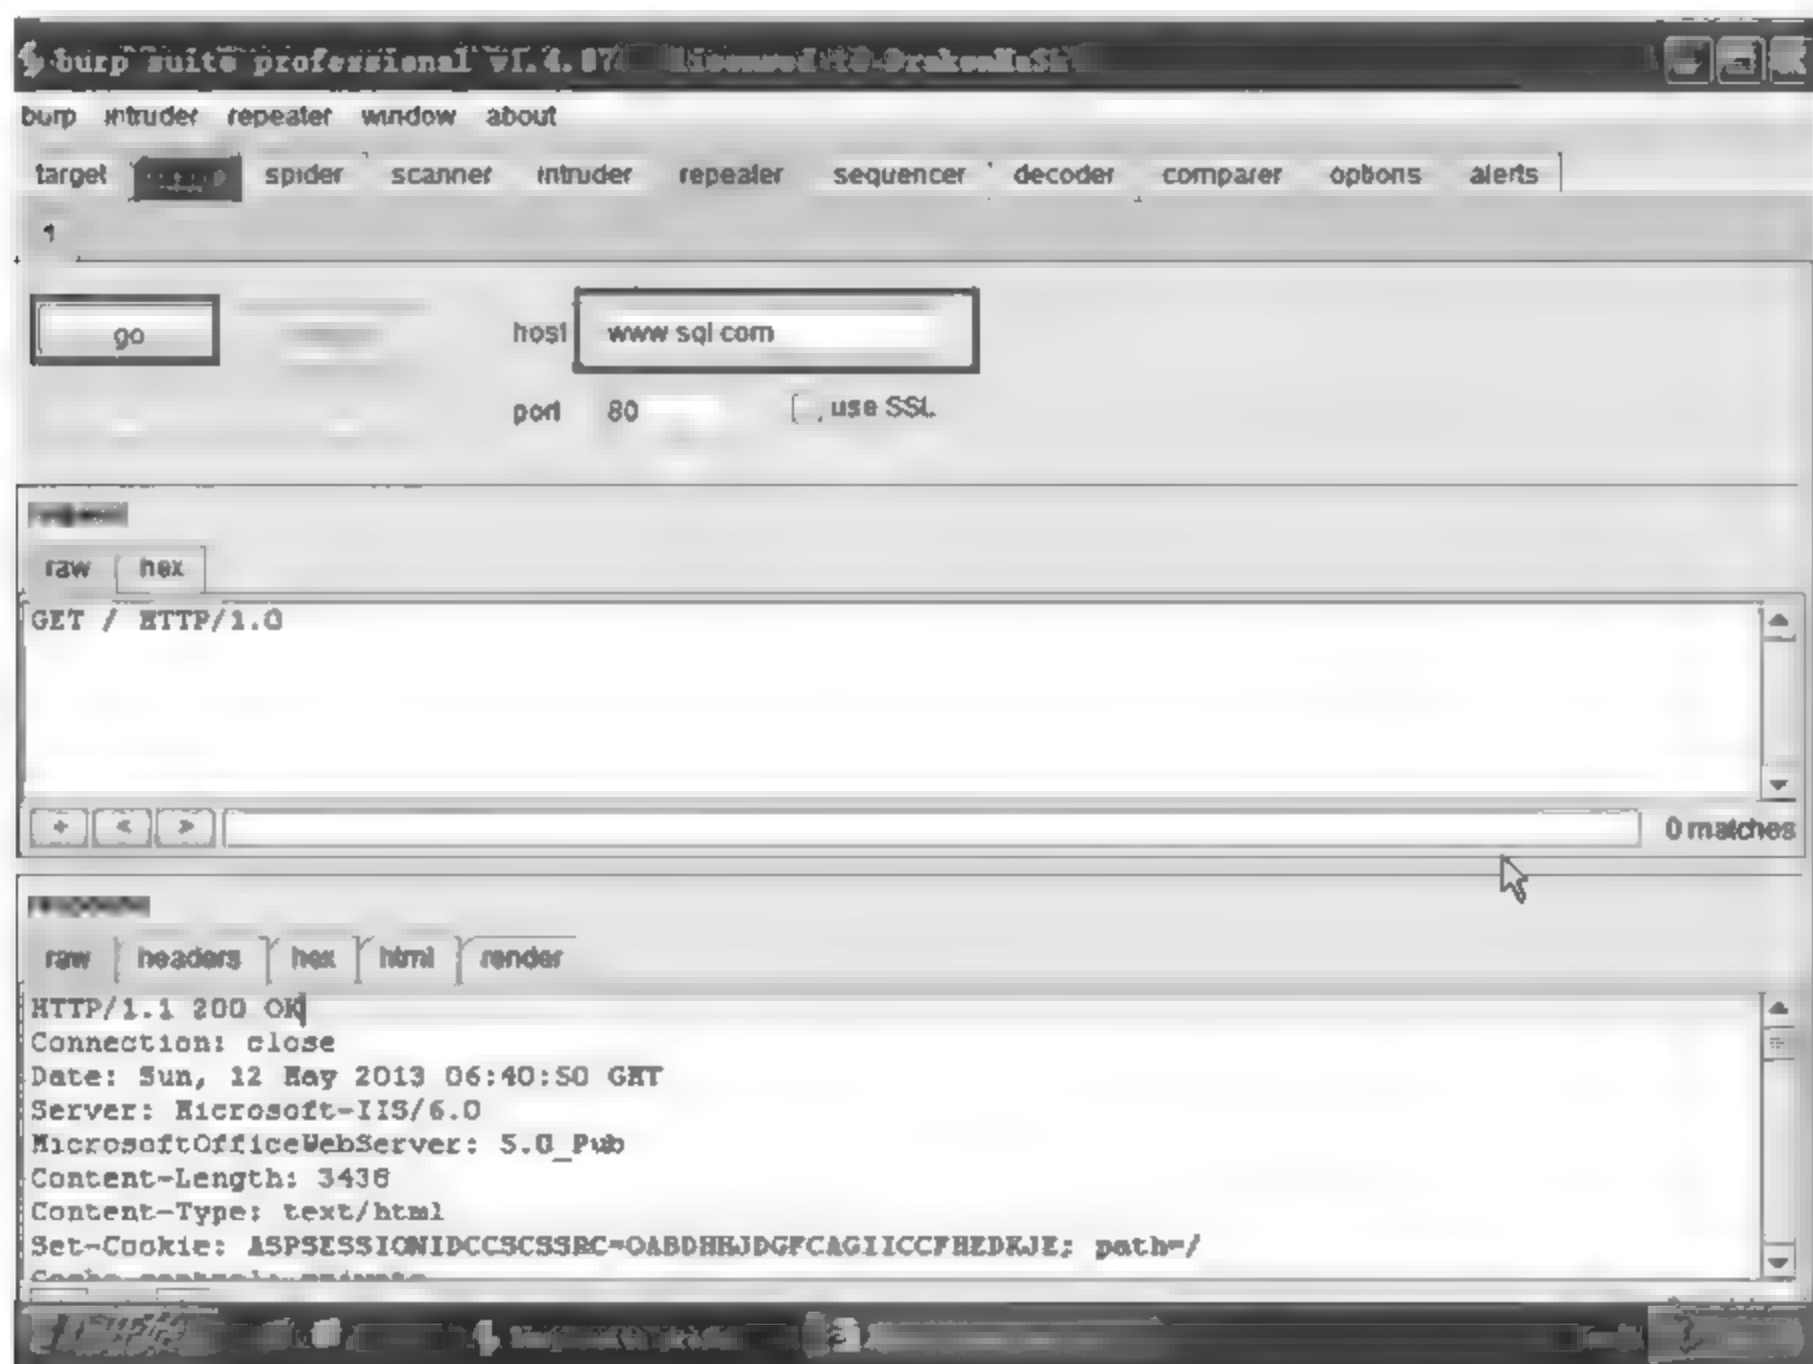 burp suite professional v1.4.07
burp intruder repeater window about
target spider scanner intruder repeater sequencer decoder comparer options alerts
1
go host www sql com
port 80 use SSL
raw hex
GET / HTTP/1.0
+ < > 0 matches
raw headers hex html render
HTTP/1.1 200 OK
Connection: close
Date: Sun, 12 May 2013 06:40:50 GMT
Server: Microsoft-IIS/6.0
MicrosoftOfficeWebServer: 5.0_Pub
Content-Length: 3438
Content-Type: text/html
Set-Cookie: ASPSESSIONIDCCSCSSRC=OABDHHJDGFCAGIICCFHEDKJE; path=/
Cache-control: private